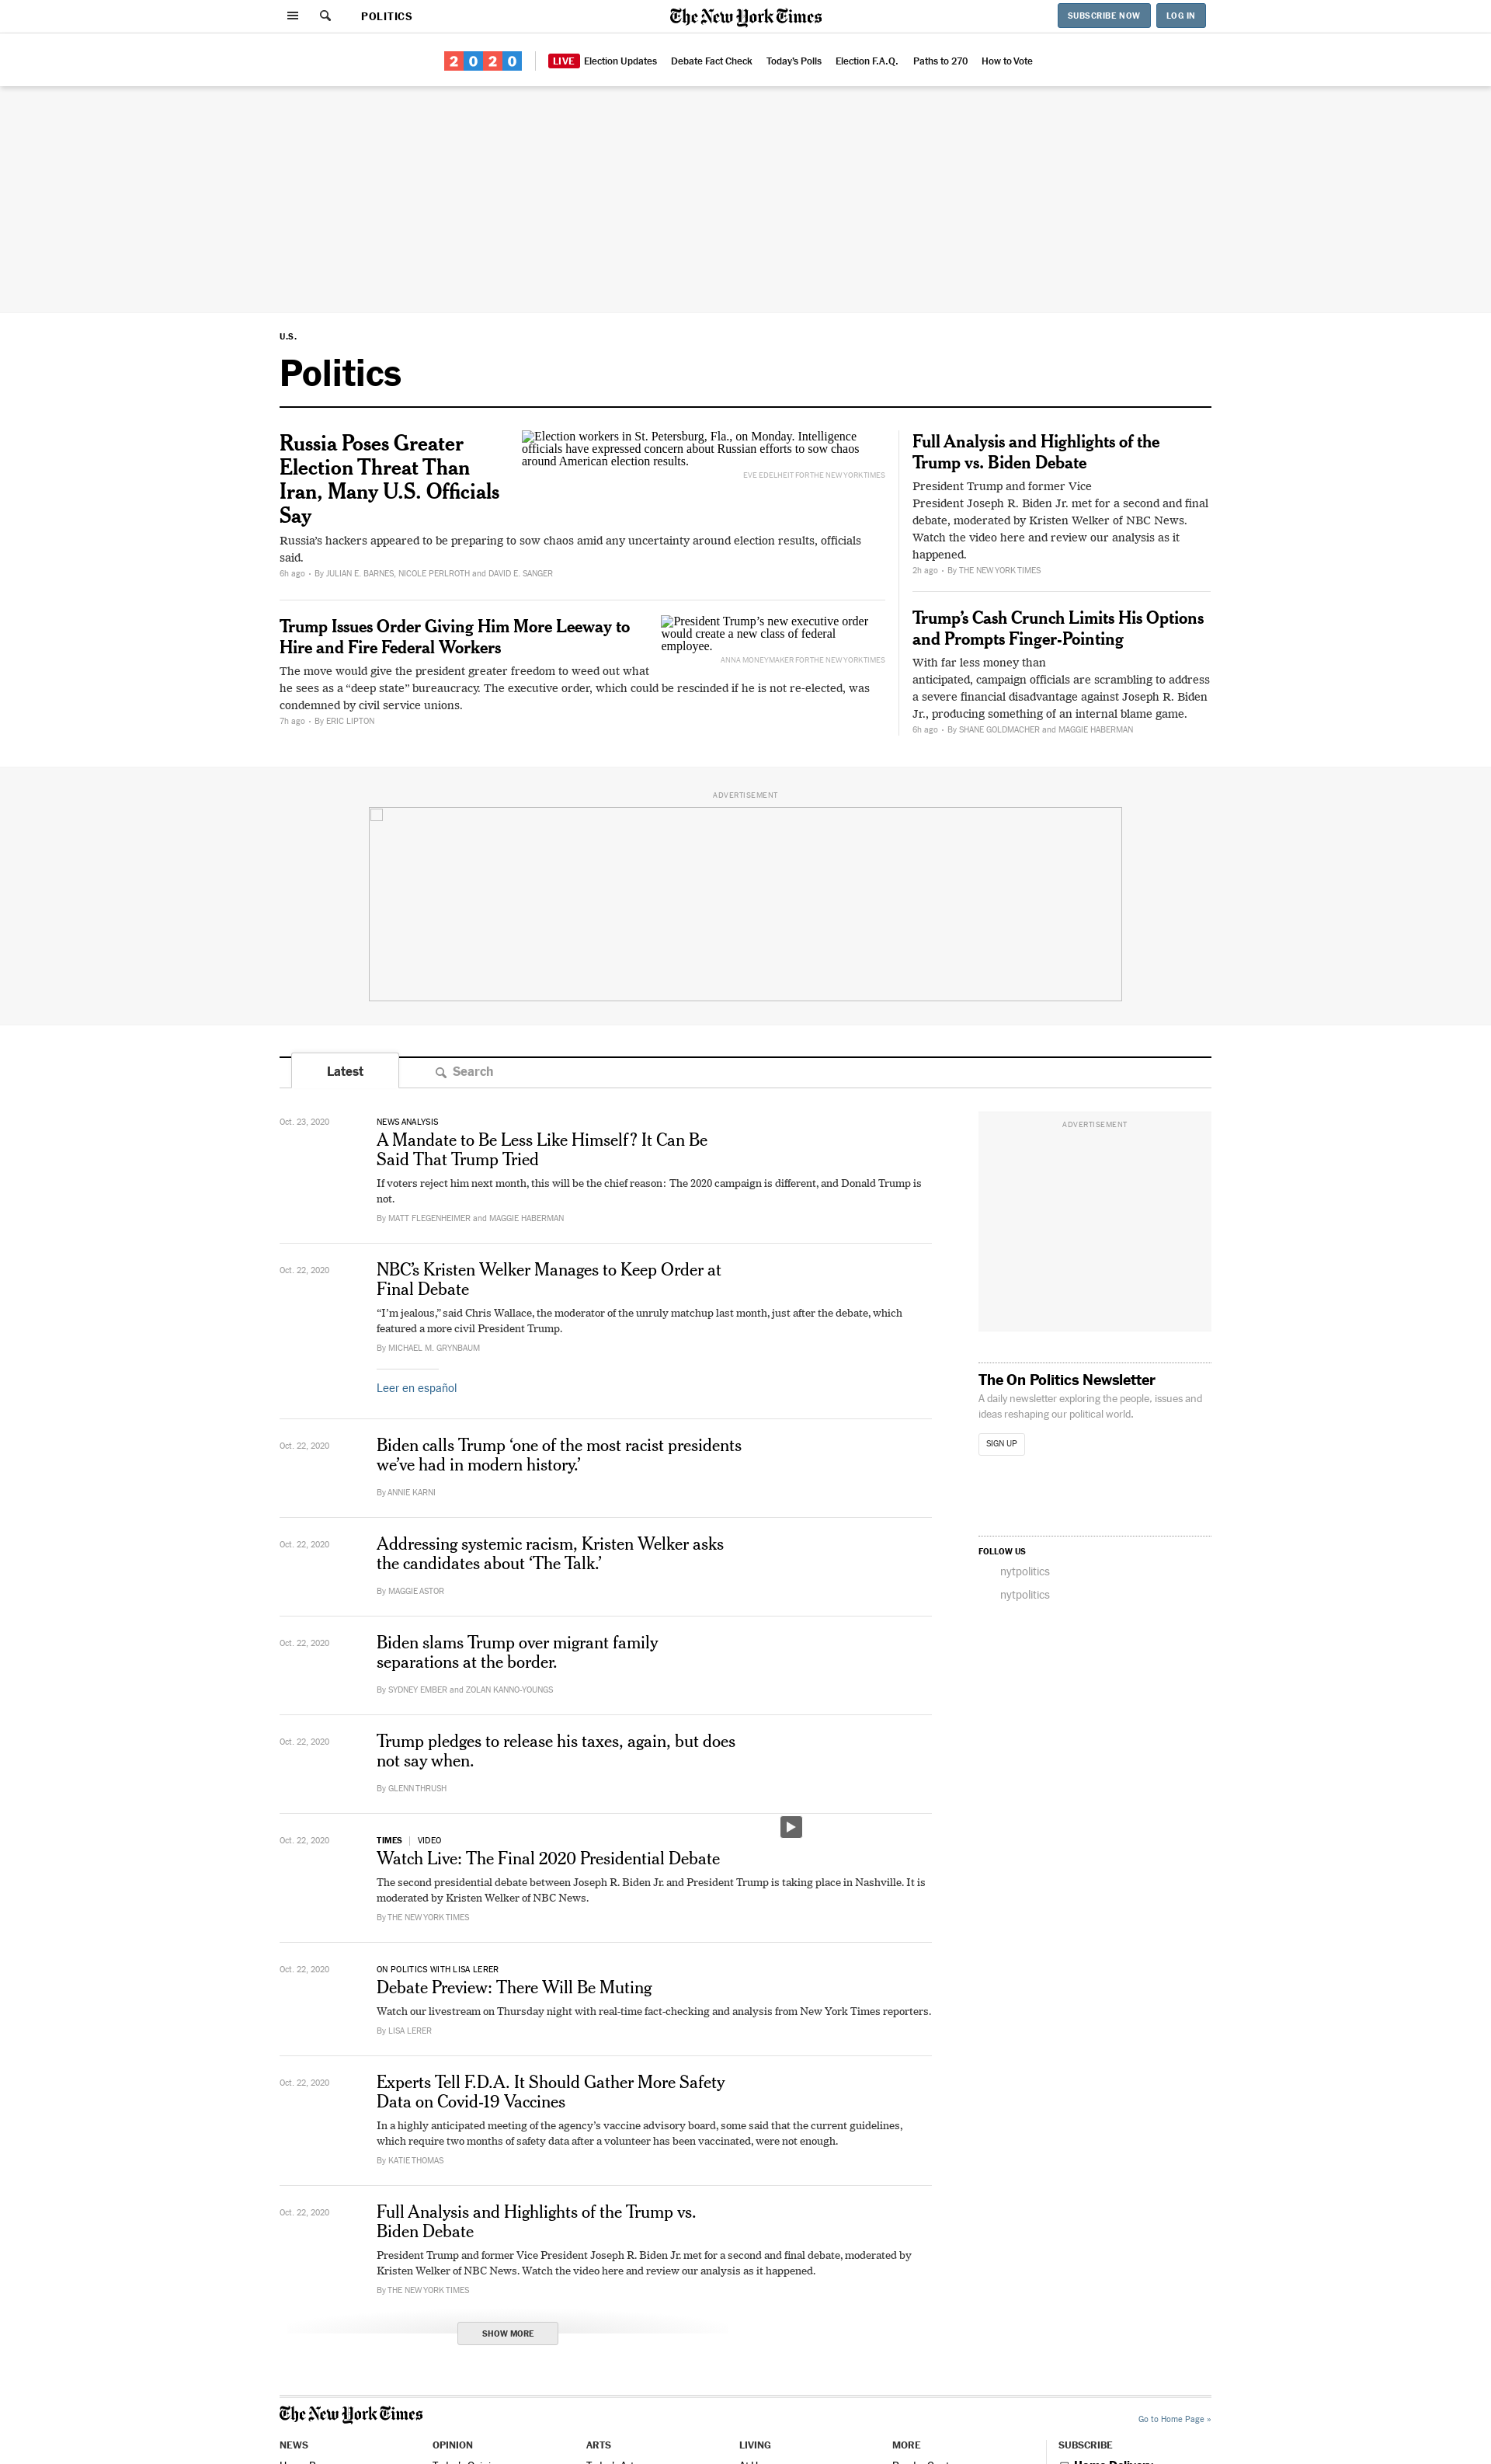 POLITICS
The New York Times
SUBSCRIBE NOW
LOG IN
2020
LIVE Election Updates
Debate Fact Check
Today's Polls
Election F.A.Q.
Paths to 270
How to Vote
U.S.
Politics
Russia Poses Greater
Election Threat Than
Iran, Many U.S. Officials
Say
Election workers in St. Petersburg, Fla., on Monday. Intelligence
officials have expressed concern about Russian efforts to sow chaos
around American election results.
EVE EDELHEIT FOR THE NEW YORK TIMES
Russia’s hackers appeared to be preparing to sow chaos amid any uncertainty around election results, officials
said.
6h ago • By JULIAN E. BARNES, NICOLE PERLROTH and DAVID E. SANGER
Trump Issues Order Giving Him More Leeway to
Hire and Fire Federal Workers
President Trump’s new executive order
would create a new class of federal
employee.
ANNA MONEYMAKER FOR THE NEW YORK TIMES
The move would give the president greater freedom to weed out what
he sees as a “deep state” bureaucracy. The executive order, which could be rescinded if he is not re-elected, was
condemned by civil service unions.
7h ago • By ERIC LIPTON
Full Analysis and Highlights of the
Trump vs. Biden Debate
President Trump and former Vice
President Joseph R. Biden Jr. met for a second and final
debate, moderated by Kristen Welker of NBC News.
Watch the video here and review our analysis as it
happened.
2h ago • By THE NEW YORK TIMES
Trump’s Cash Crunch Limits His Options
and Prompts Finger-Pointing
With far less money than
anticipated, campaign officials are scrambling to address
a severe financial disadvantage against Joseph R. Biden
Jr., producing something of an internal blame game.
6h ago • By SHANE GOLDMACHER and MAGGIE HABERMAN
ADVERTISEMENT
Latest
Search
Oct. 23, 2020
NEWS ANALYSIS
A Mandate to Be Less Like Himself? It Can Be
Said That Trump Tried
If voters reject him next month, this will be the chief reason: The 2020 campaign is different, and Donald Trump is
not.
By MATT FLEGENHEIMER and MAGGIE HABERMAN
Oct. 22, 2020
NBC’s Kristen Welker Manages to Keep Order at
Final Debate
“I’m jealous,” said Chris Wallace, the moderator of the unruly matchup last month, just after the debate, which
featured a more civil President Trump.
By MICHAEL M. GRYNBAUM
Leer en español
Oct. 22, 2020
Biden calls Trump ‘one of the most racist presidents
we’ve had in modern history.’
By ANNIE KARNI
Oct. 22, 2020
Addressing systemic racism, Kristen Welker asks
the candidates about ‘The Talk.’
By MAGGIE ASTOR
Oct. 22, 2020
Biden slams Trump over migrant family
separations at the border.
By SYDNEY EMBER and ZOLAN KANNO-YOUNGS
Oct. 22, 2020
Trump pledges to release his taxes, again, but does
not say when.
By GLENN THRUSH
Oct. 22, 2020
TIMES | VIDEO
Watch Live: The Final 2020 Presidential Debate
The second presidential debate between Joseph R. Biden Jr. and President Trump is taking place in Nashville. It is
moderated by Kristen Welker of NBC News.
By THE NEW YORK TIMES
Oct. 22, 2020
ON POLITICS WITH LISA LERER
Debate Preview: There Will Be Muting
Watch our livestream on Thursday night with real-time fact-checking and analysis from New York Times reporters.
By LISA LERER
Oct. 22, 2020
Experts Tell F.D.A. It Should Gather More Safety
Data on Covid-19 Vaccines
In a highly anticipated meeting of the agency’s vaccine advisory board, some said that the current guidelines,
which require two months of safety data after a volunteer has been vaccinated, were not enough.
By KATIE THOMAS
Oct. 22, 2020
Full Analysis and Highlights of the Trump vs.
Biden Debate
President Trump and former Vice President Joseph R. Biden Jr. met for a second and final debate, moderated by
Kristen Welker of NBC News. Watch the video here and review our analysis as it happened.
By THE NEW YORK TIMES
SHOW MORE
ADVERTISEMENT
The On Politics Newsletter
A daily newsletter exploring the people, issues and
ideas reshaping our political world.
SIGN UP
FOLLOW US
nytpolitics
nytpolitics
The New York Times
Go to Home Page »
NEWS
OPINION
ARTS
LIVING
MORE
SUBSCRIBE